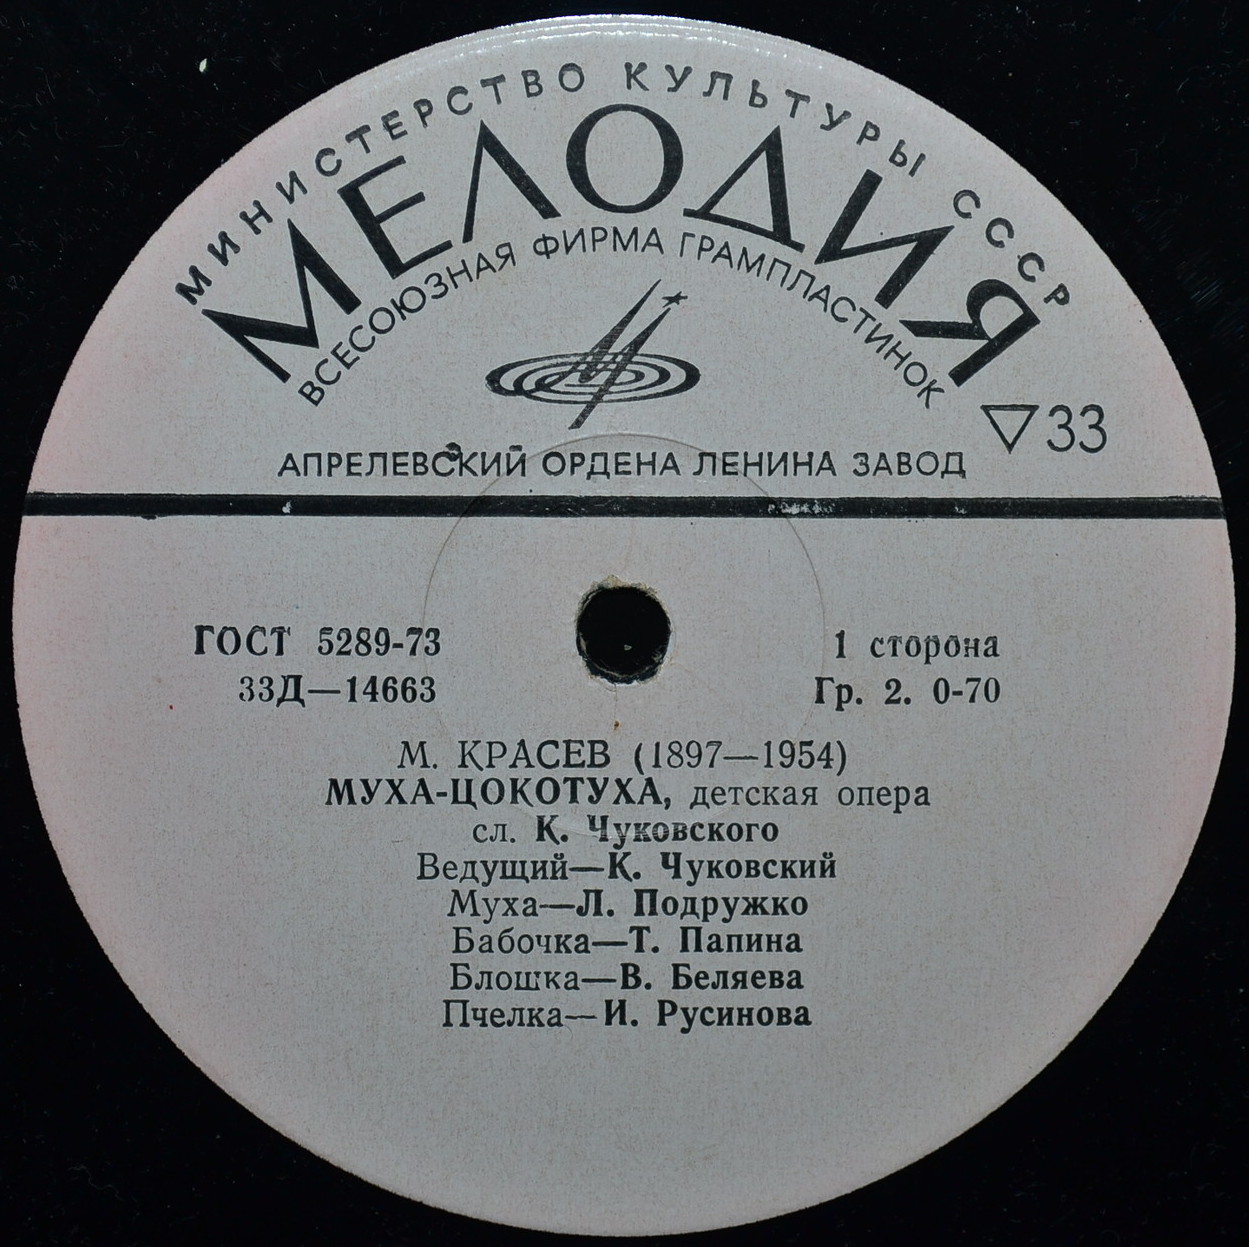 МИНИСТЕРСТВО КУЛЬТУРЫ СССР
МЕЛОДИЯ
ВСЕСОЮЗНАЯ ФИРМА ГРАМПЛАСТИНОК
▽33
АПРЕЛЕВСКИЙ ОРДЕНА ЛЕНИНА ЗАВОД
ГОСТ 5289-73
1 сторона
33Д—14663
Гр. 2. 0-70
М. КРАСЕВ (1897—1954)
МУХА-ЦОКОТУХА, детская опера
сл. К. Чуковского
Ведущий—К. Чуковский
Муха—Л. Подружко
Бабочка—Т. Папина
Блошка—В. Беляева
Пчелка—И. Русинова